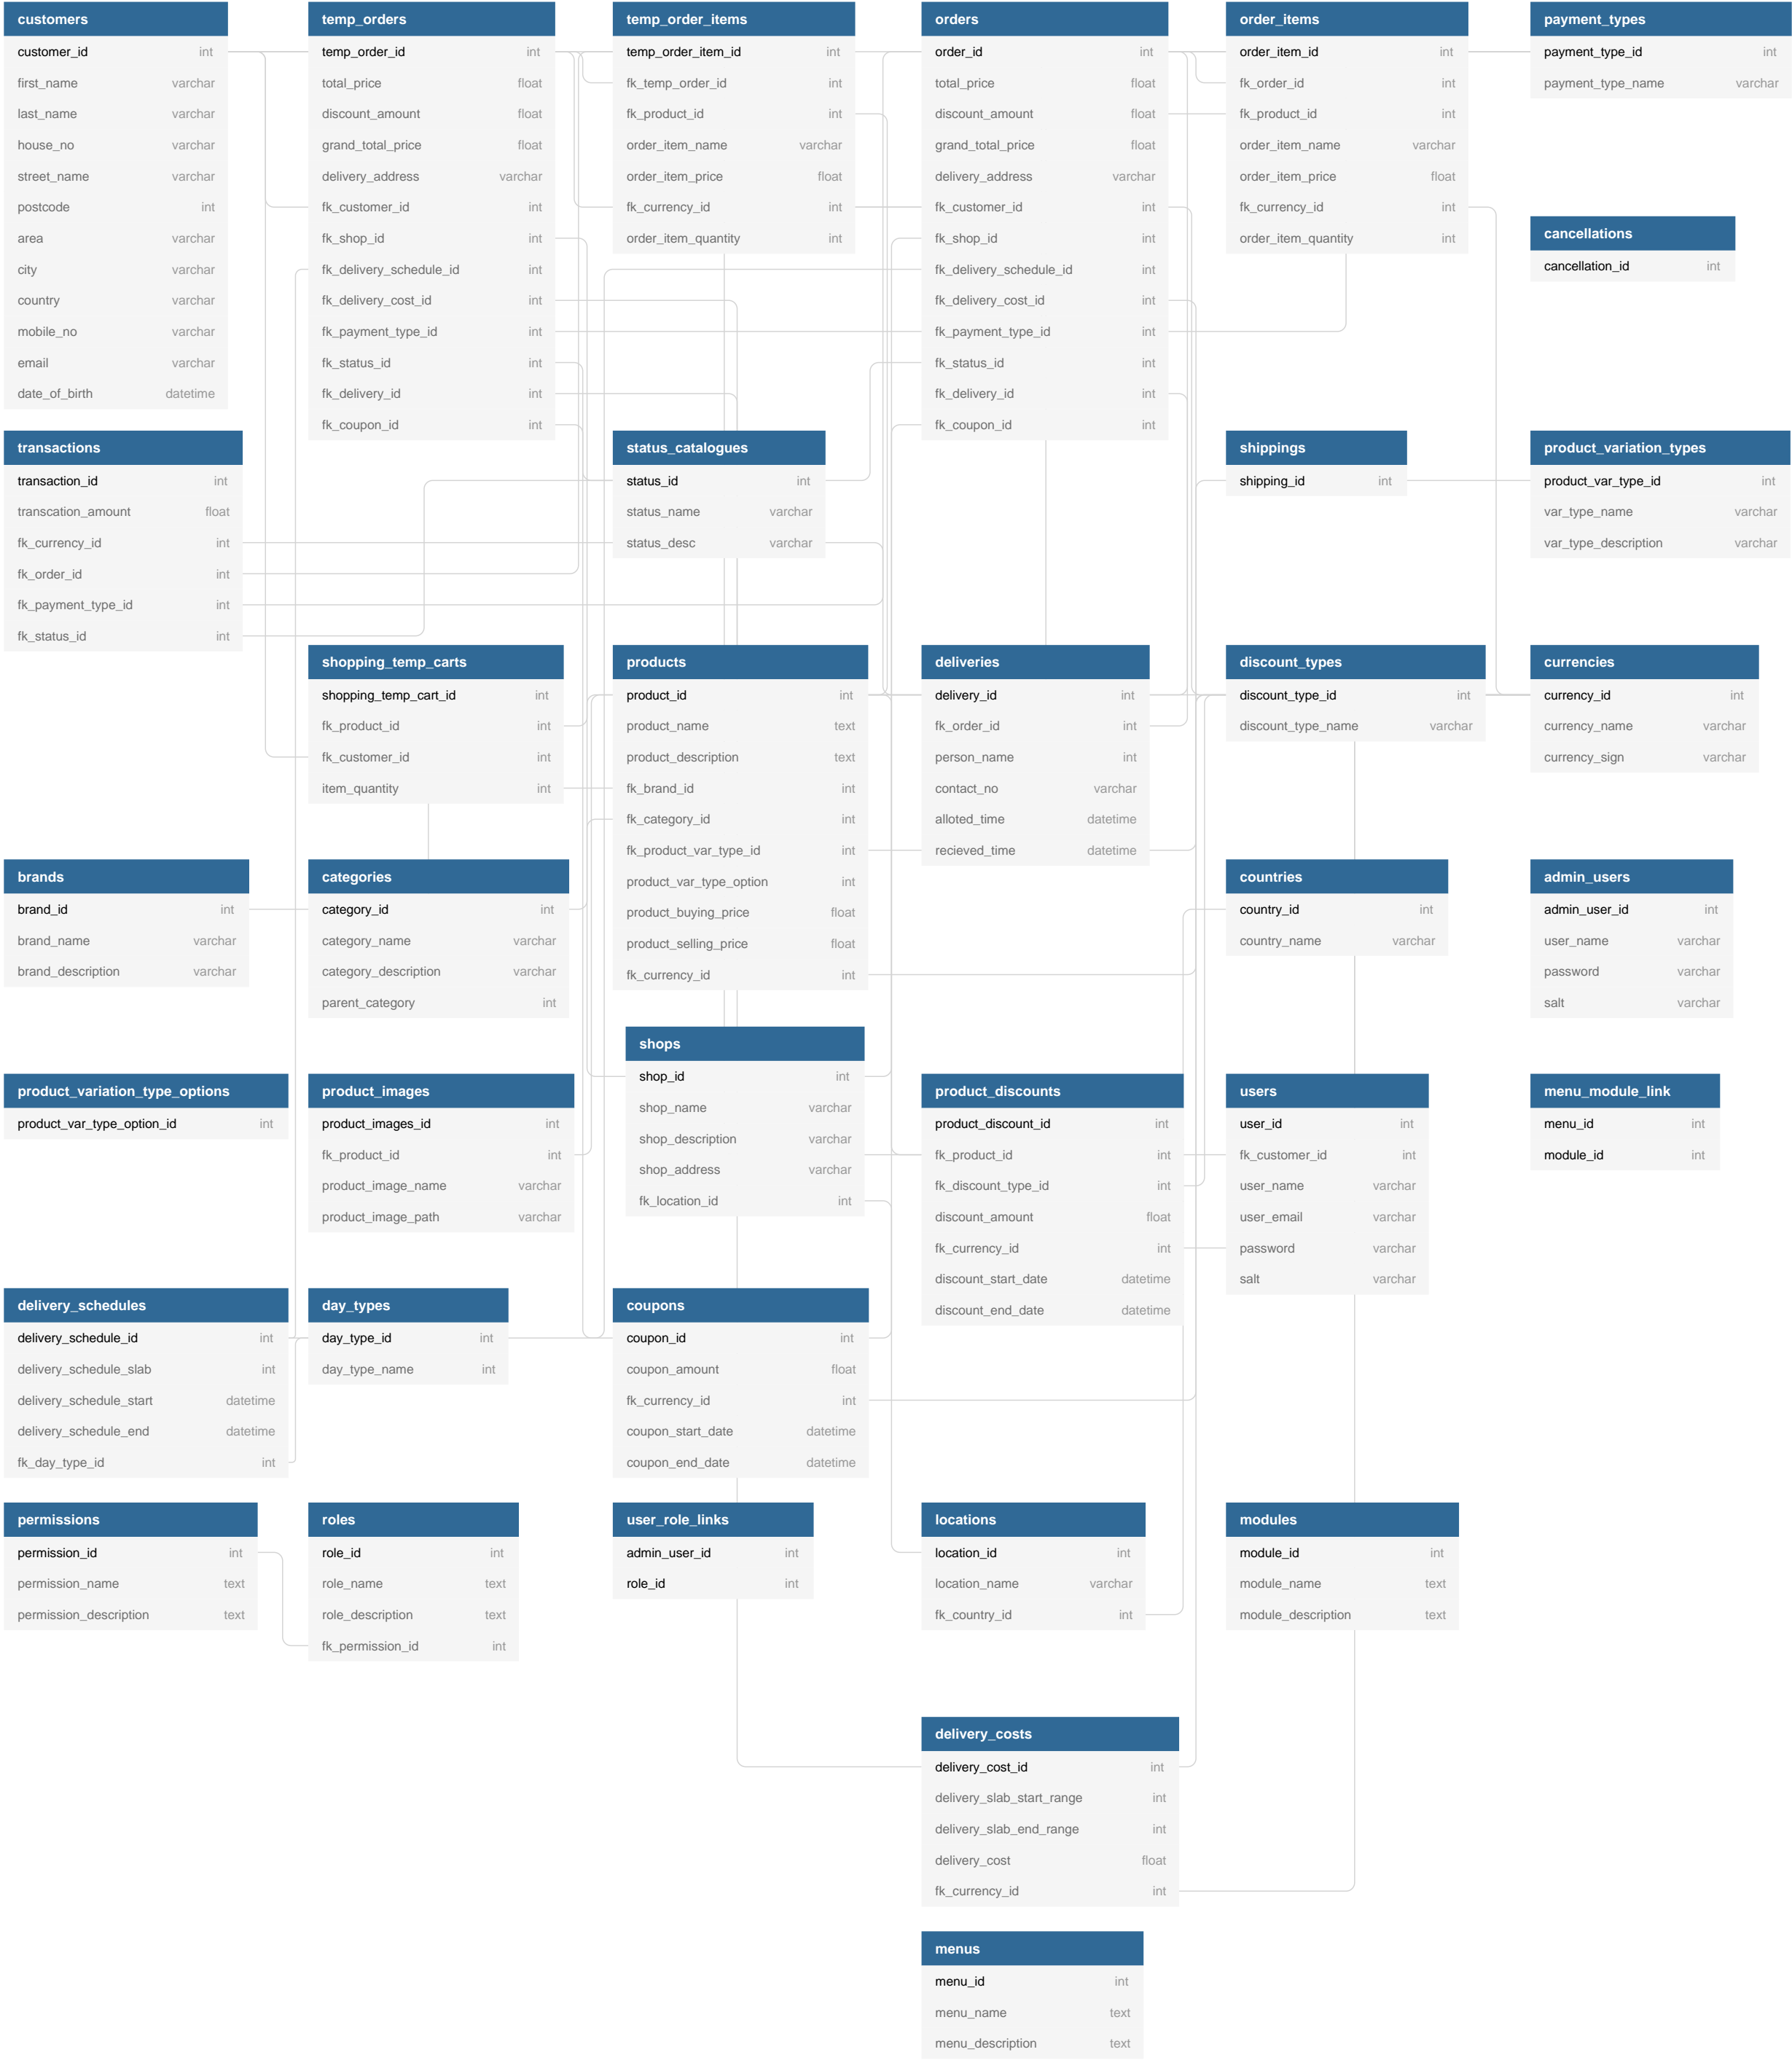 customers
customer_id int
first_name varchar
last_name varchar
house_no varchar
street_name varchar
postcode int
area varchar
city varchar
country varchar
mobile_no varchar
email varchar
date_of_birth datetime
temp_orders
temp_order_id int
total_price float
discount_amount float
grand_total_price float
delivery_address varchar
fk_customer_id int
fk_shop_id int
fk_delivery_schedule_id int
fk_delivery_cost_id int
fk_payment_type_id int
fk_status_id int
fk_delivery_id int
fk_coupon_id int
temp_order_items
temp_order_item_id int
fk_temp_order_id int
fk_product_id int
order_item_name varchar
order_item_price float
fk_currency_id int
order_item_quantity int
orders
order_id int
total_price float
discount_amount float
grand_total_price float
delivery_address varchar
fk_customer_id int
fk_shop_id int
fk_delivery_schedule_id int
fk_delivery_cost_id int
fk_payment_type_id int
fk_status_id int
fk_delivery_id int
fk_coupon_id int
order_items
order_item_id int
fk_order_id int
fk_product_id int
order_item_name varchar
order_item_price float
fk_currency_id int
order_item_quantity int
payment_types
payment_type_id int
payment_type_name varchar
cancellations
cancellation_id int
transactions
transaction_id int
transcation_amount float
fk_currency_id int
fk_order_id int
fk_payment_type_id int
fk_status_id int
status_catalogues
status_id int
status_name varchar
status_desc varchar
shippings
shipping_id int
product_variation_types
product_var_type_id int
var_type_name varchar
var_type_description varchar
shopping_temp_carts
shopping_temp_cart_id int
fk_product_id int
fk_customer_id int
item_quantity int
products
product_id int
product_name text
product_description text
fk_brand_id int
fk_category_id int
fk_product_var_type_id int
product_var_type_option int
product_buying_price float
product_selling_price float
fk_currency_id int
deliveries
delivery_id int
fk_order_id int
person_name int
contact_no varchar
alloted_time datetime
recieved_time datetime
discount_types
discount_type_id int
discount_type_name varchar
currencies
currency_id int
currency_name varchar
currency_sign varchar
brands
brand_id int
brand_name varchar
brand_description varchar
categories
category_id int
category_name varchar
category_description varchar
parent_category int
countries
country_id int
country_name varchar
admin_users
admin_user_id int
user_name varchar
password varchar
salt varchar
product_variation_type_options
product_var_type_option_id int
product_images
product_images_id int
fk_product_id int
product_image_name varchar
product_image_path varchar
shops
shop_id int
shop_name varchar
shop_description varchar
shop_address varchar
fk_location_id int
product_discounts
product_discount_id int
fk_product_id int
fk_discount_type_id int
discount_amount float
fk_currency_id int
discount_start_date datetime
discount_end_date datetime
users
user_id int
fk_customer_id int
user_name varchar
user_email varchar
password varchar
salt varchar
menu_module_link
menu_id int
module_id int
delivery_schedules
delivery_schedule_id int
delivery_schedule_slab int
delivery_schedule_start datetime
delivery_schedule_end datetime
fk_day_type_id int
day_types
day_type_id int
day_type_name int
coupons
coupon_id int
coupon_amount float
fk_currency_id int
coupon_start_date datetime
coupon_end_date datetime
permissions
permission_id int
permission_name text
permission_description text
roles
role_id int
role_name text
role_description text
fk_permission_id int
user_role_links
admin_user_id int
role_id int
locations
location_id int
location_name varchar
fk_country_id int
modules
module_id int
module_name text
module_description text
delivery_costs
delivery_cost_id int
delivery_slab_start_range int
delivery_slab_end_range int
delivery_cost float
fk_currency_id int
menus
menu_id int
menu_name text
menu_description text